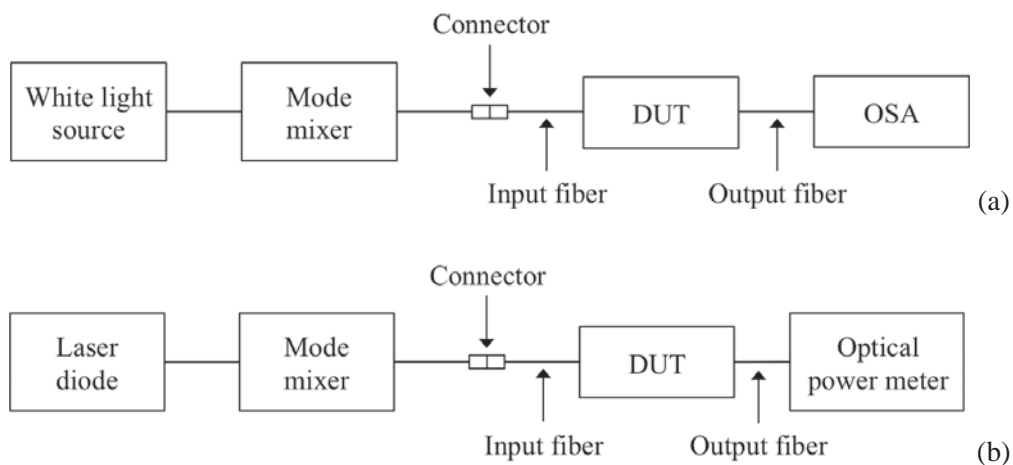 Connector
White light
source
Mode
mixer
DUT
OSA
Input fiber
Output fiber
(a)
Connector
Laser
diode
Mode
mixer
DUT
Optical
power meter
Input fiber
Output fiber
(b)